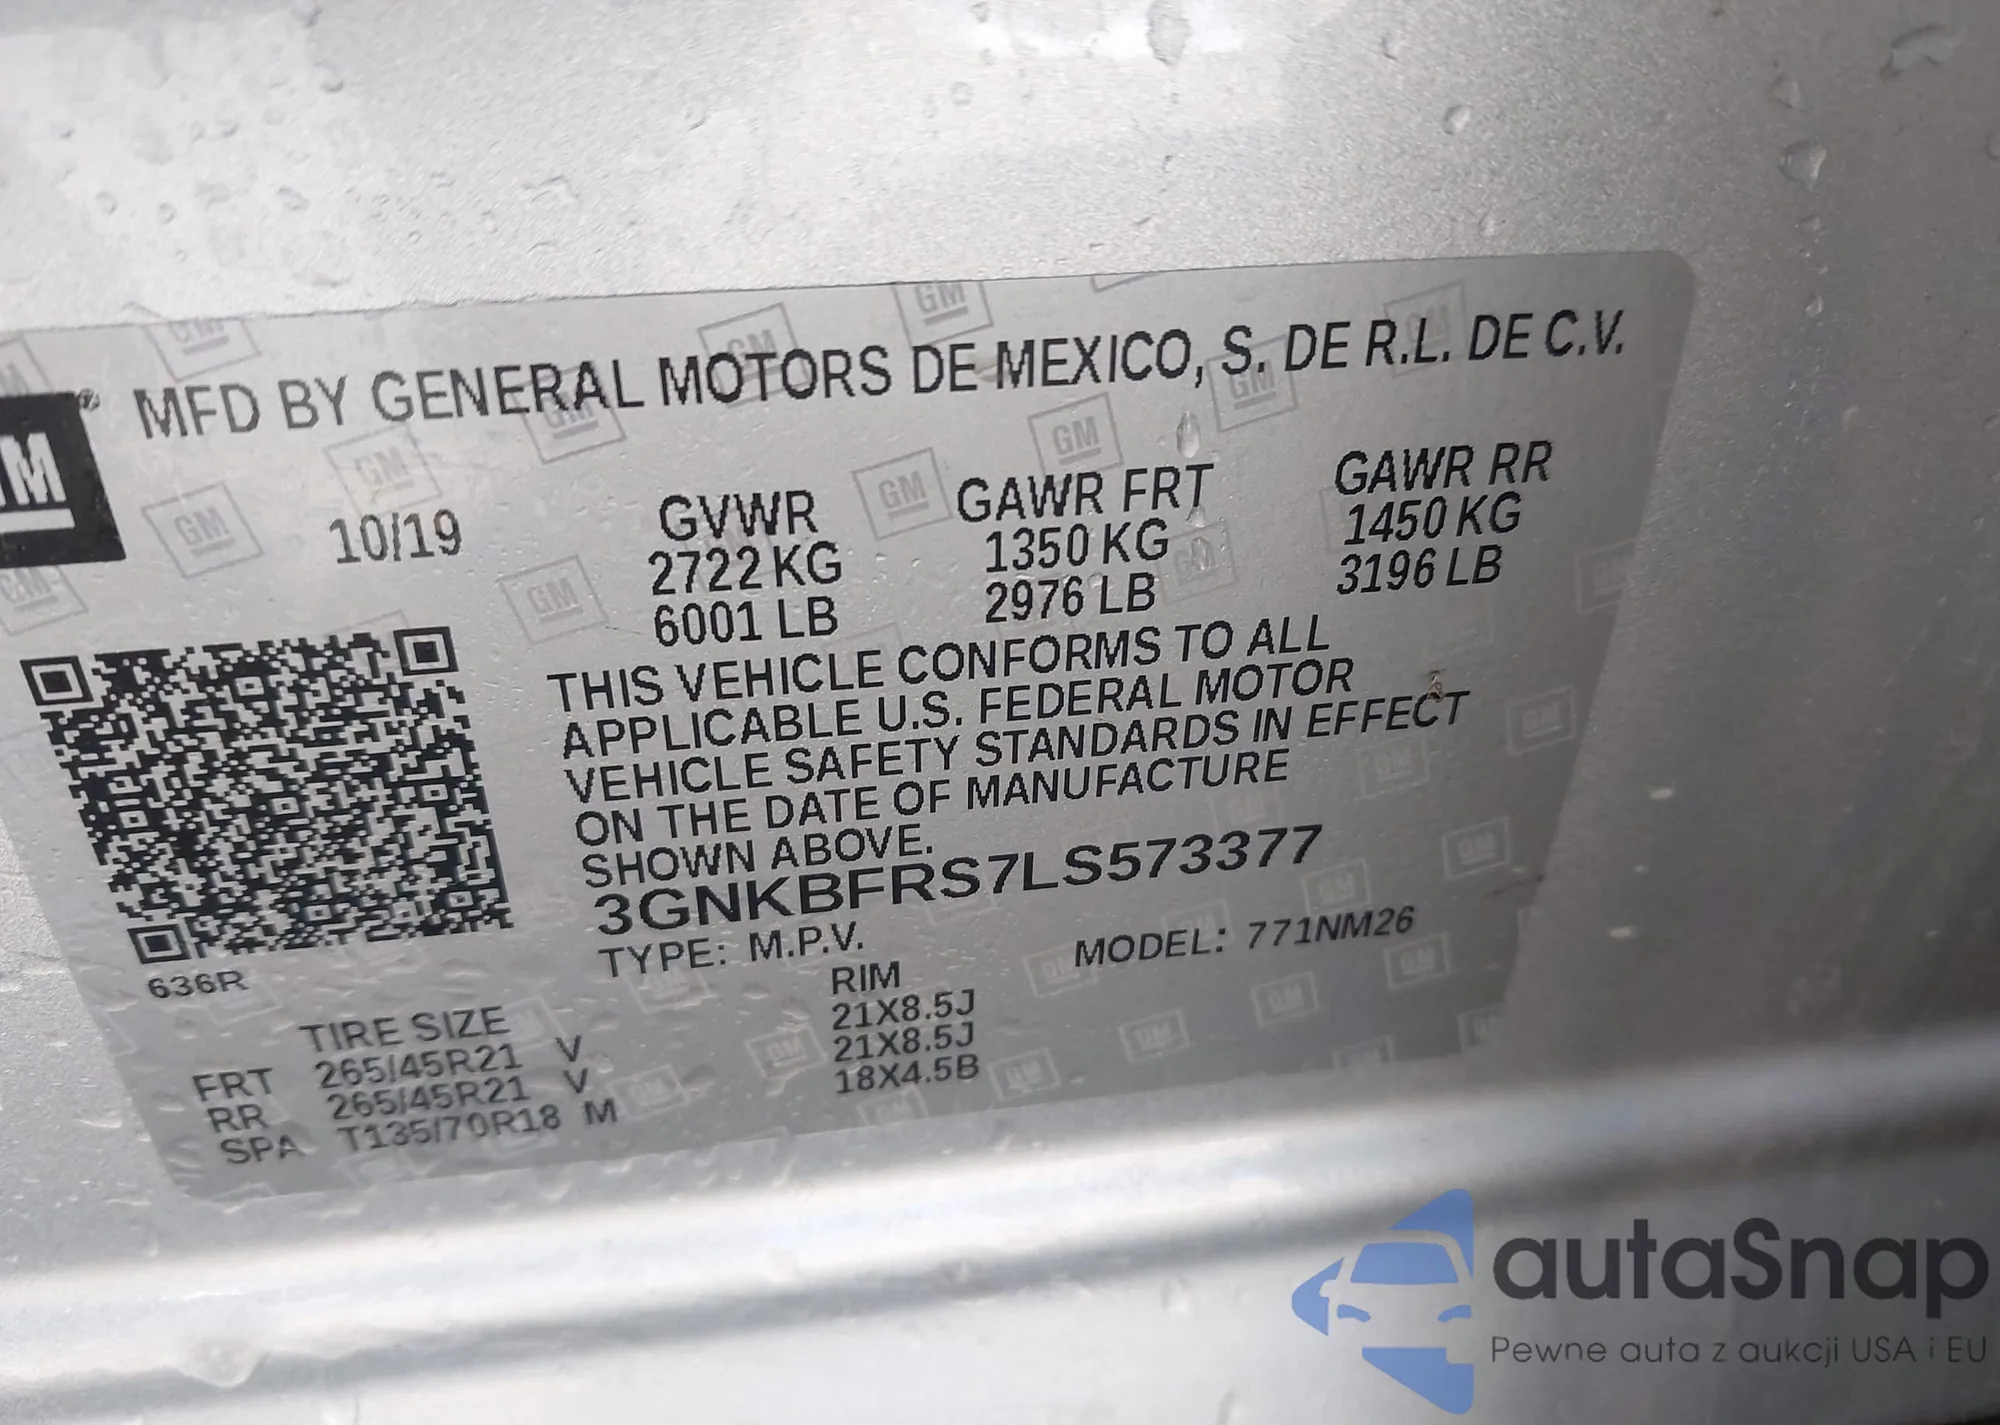 GM® MFD BY GENERAL MOTORS DE MEXICO, S. DE R.L. DE C.V.
10/19
GVWR GAWR FRT GAWR RR
2722 KG 1350 KG 1450 KG
6001 LB 2976 LB 3196 LB
THIS VEHICLE CONFORMS TO ALL
APPLICABLE U.S. FEDERAL MOTOR
VEHICLE SAFETY STANDARDS IN EFFECT
ON THE DATE OF MANUFACTURE
SHOWN ABOVE.
3GNKBFRS7LS573377
TYPE: M.P.V. MODEL: 771NM26
636R
TIRE SIZE RIM
FRT 265/45R21 V 21X8.5J
RR 265/45R21 V 21X8.5J
SPA T135/70R18 M 18X4.5B
autaSnap
Pewne auta z aukcji USA i EU